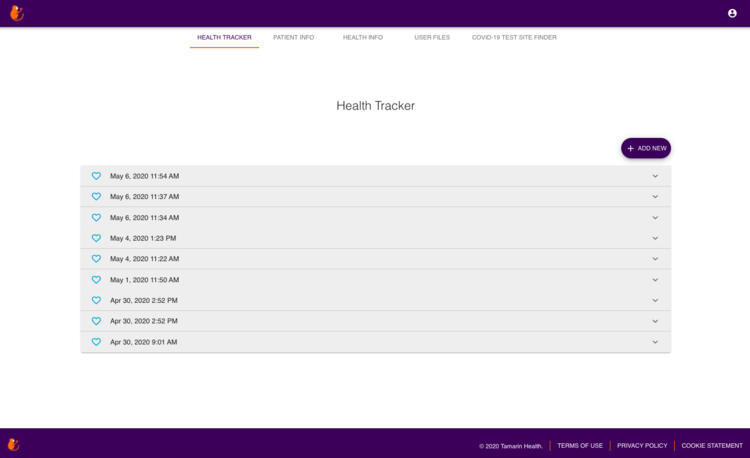 HEALTH TRACKER PATIENT INFO HEALTH INFO USER FILES COVID-19 TEST SITE FINDER
Health Tracker
+ ADD NEW
May 6, 2020 11:54 AM
May 6, 2020 11:37 AM
May 6, 2020 11:34 AM
May 4, 2020 1:23 PM
May 4, 2020 11:22 AM
May 1, 2020 11:50 AM
Apr 30, 2020 2:52 PM
Apr 30, 2020 2:52 PM
Apr 30, 2020 9:01 AM
© 2020 Tamarin Health. TERMS OF USE PRIVACY POLICY COOKIE STATEMENT